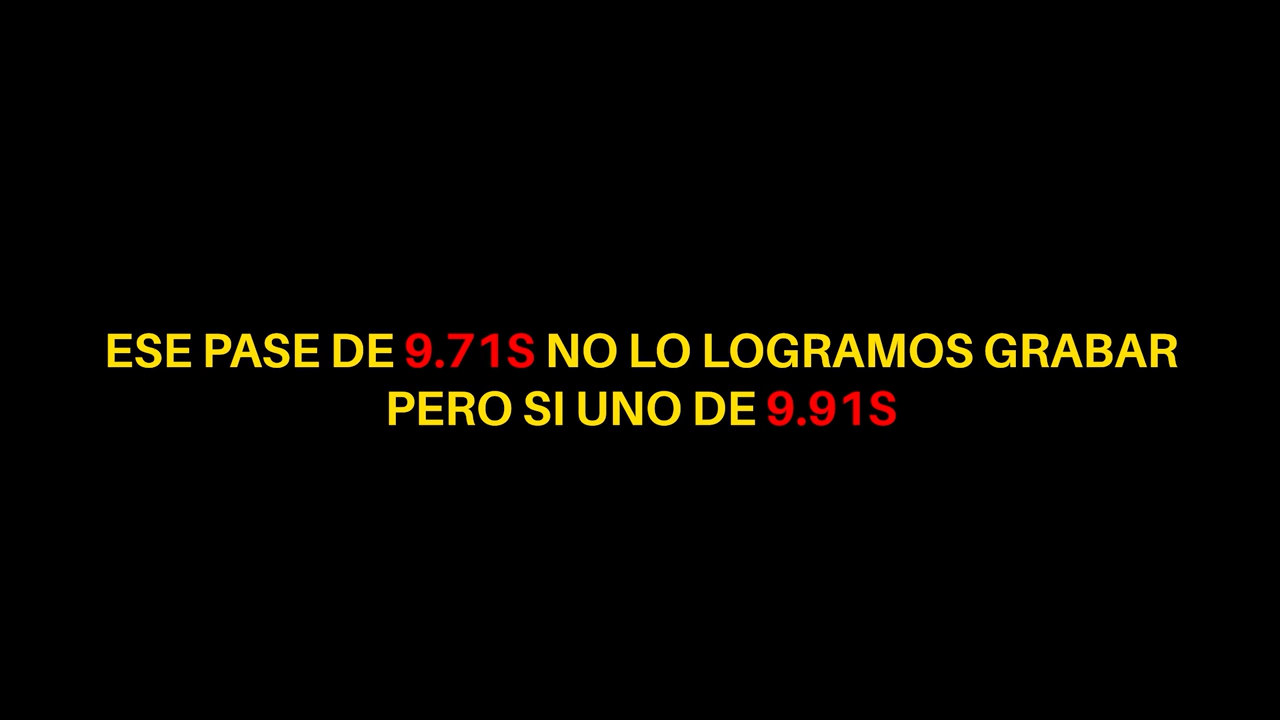 ESE PASE DE 9.71S NO LO LOGRAMOS GRABAR
PERO SI UNO DE 9.91S